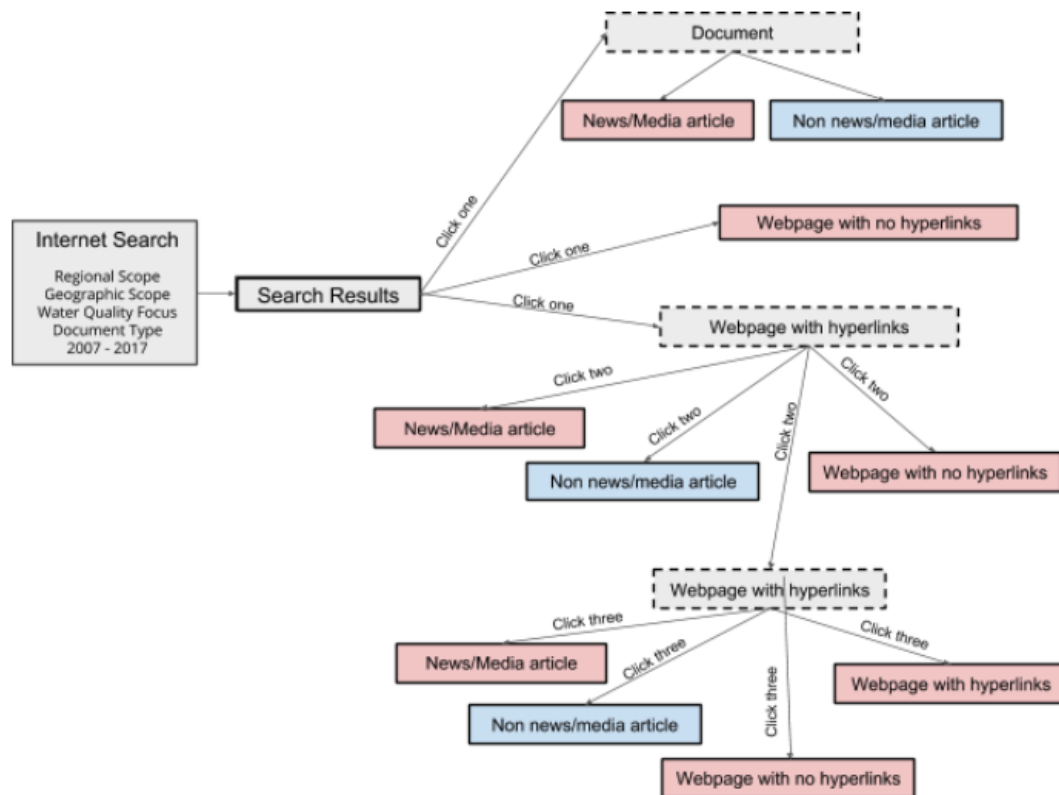 Document
News/Media article
Non news/media article
Click one
Webpage with no hyperlinks
Internet Search
Regional Scope
Geographic Scope
Water Quality Focus
Document Type
2007 - 2017
Search Results
Click one
Click one
Webpage with hyperlinks
Click two
Click two
Click two
Click two
News/Media article
Non news/media article
Webpage with no hyperlinks
Webpage with hyperlinks
Click three
Click three
Click three
Click three
News/Media article
Webpage with hyperlinks
Non news/media article
Webpage with no hyperlinks